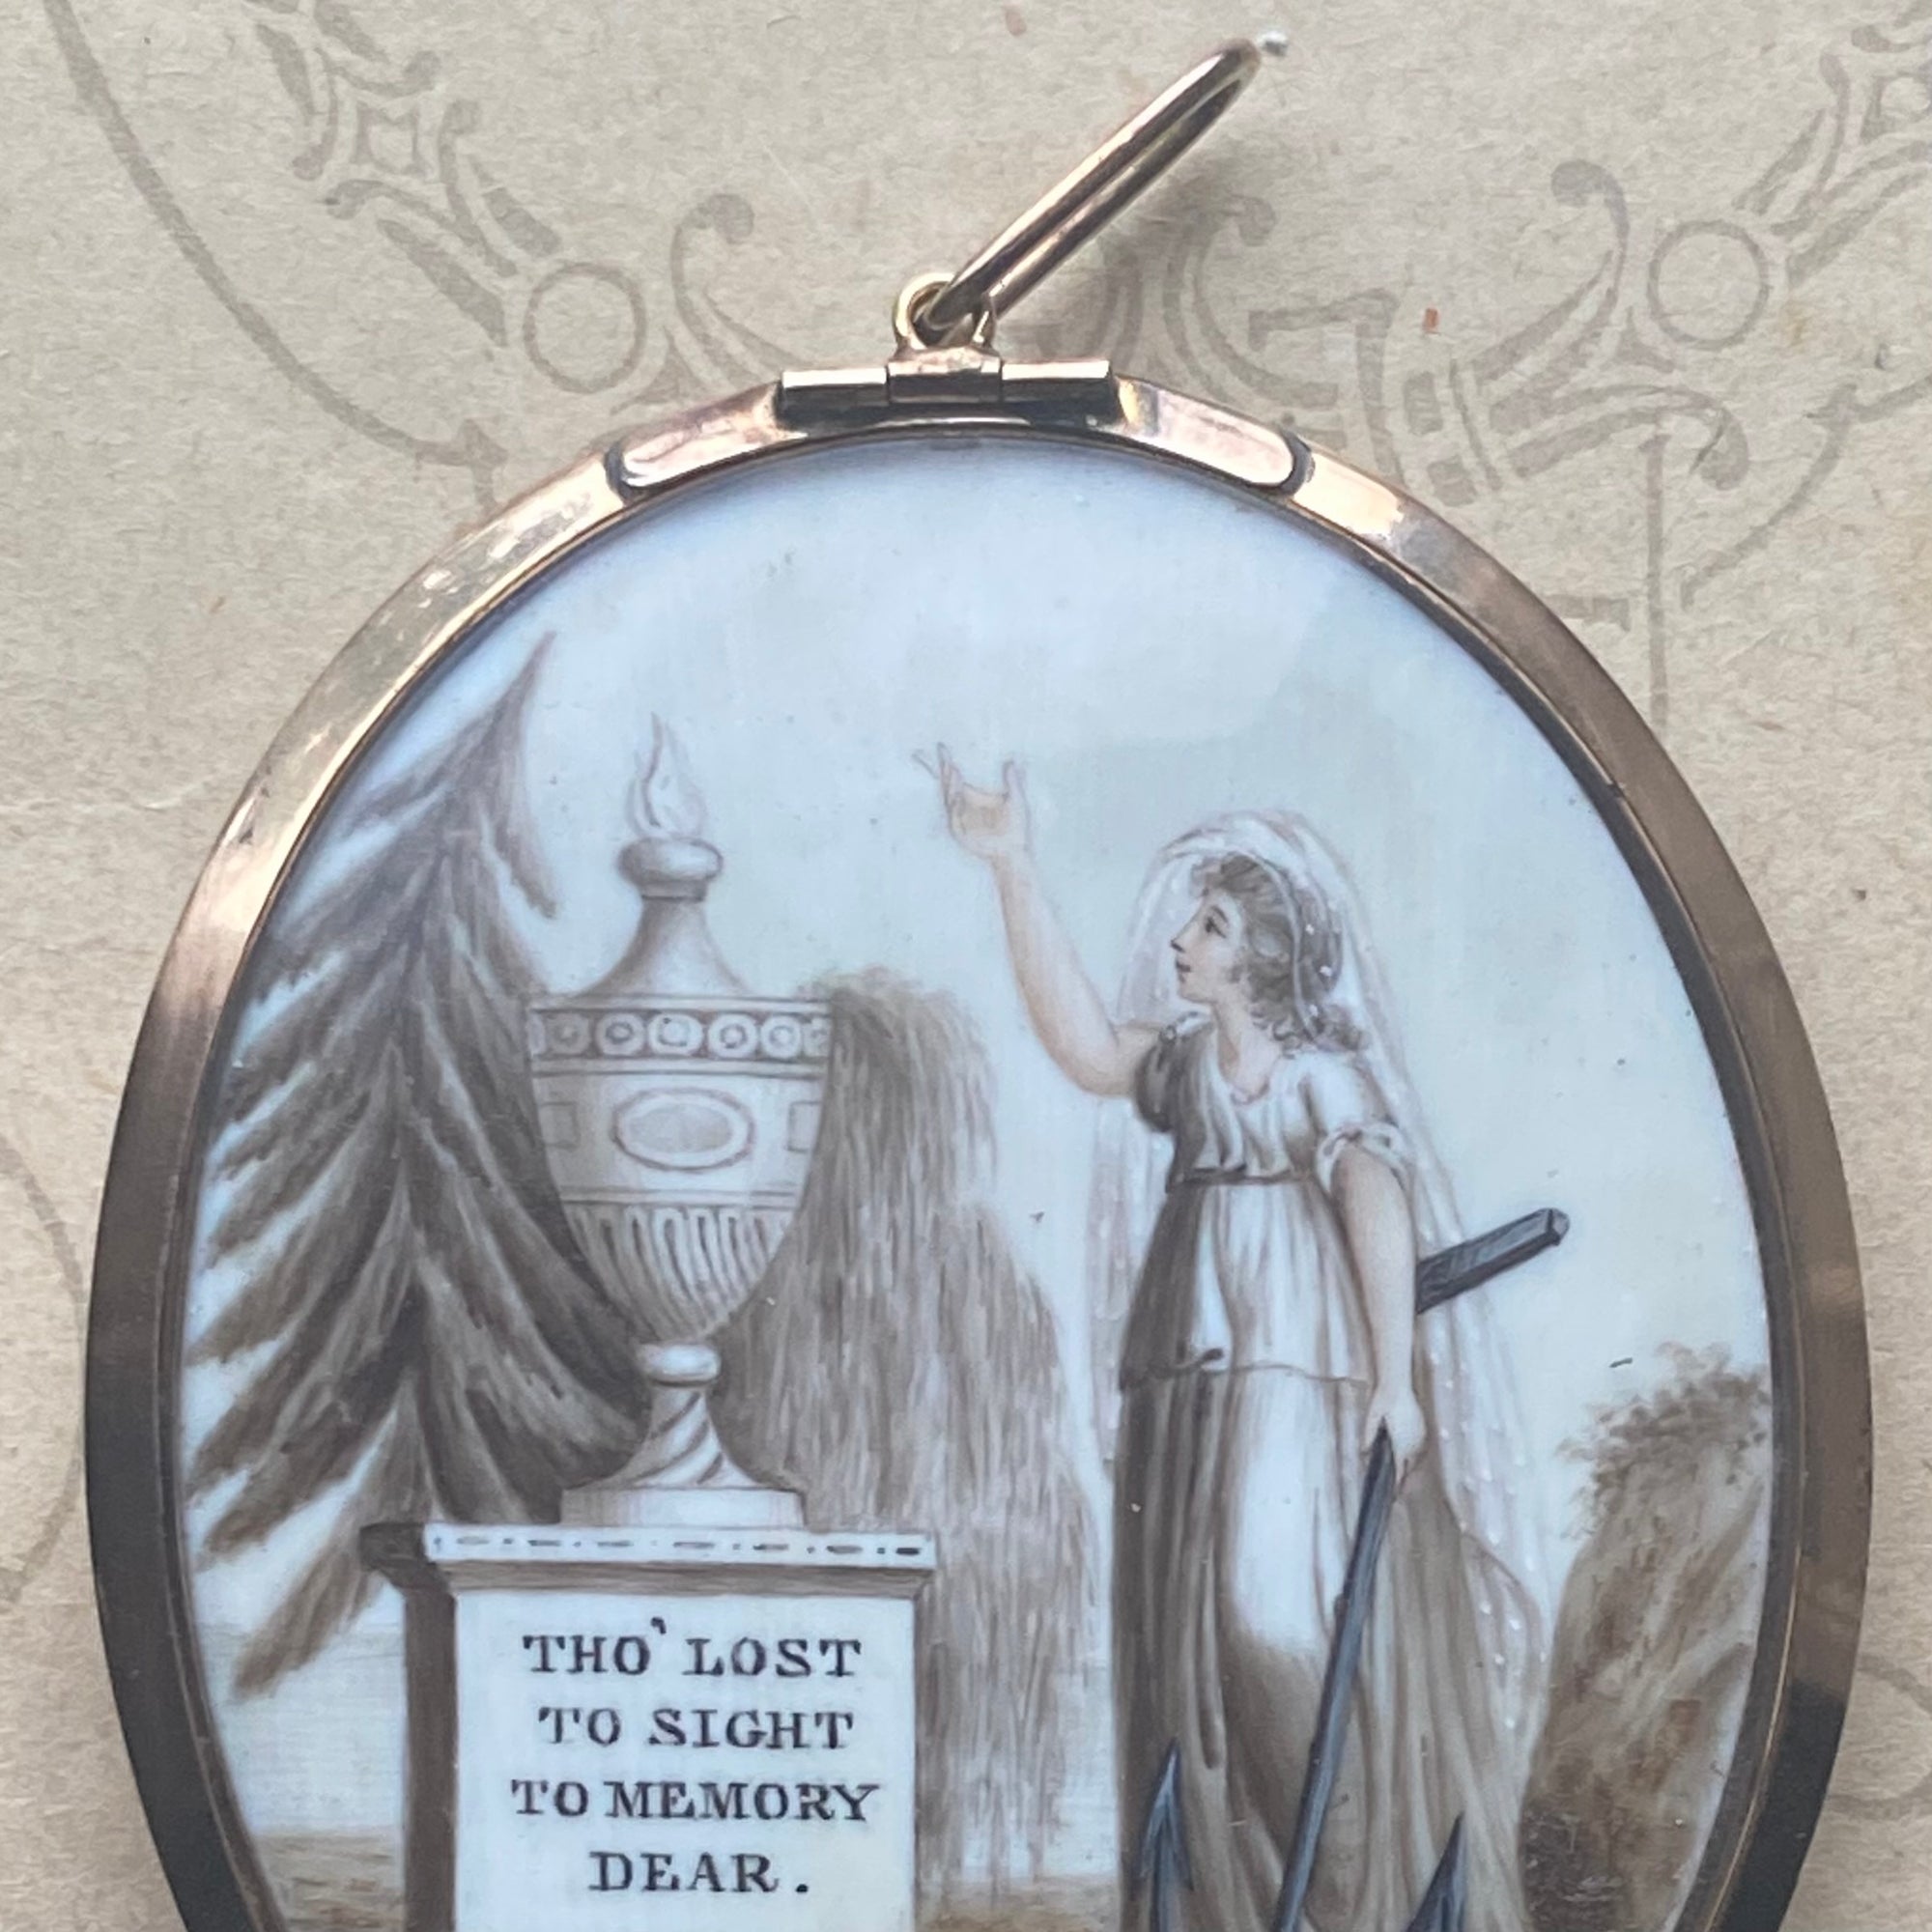 THO' LOST
TO SIGHT
TO MEMORY
DEAR.